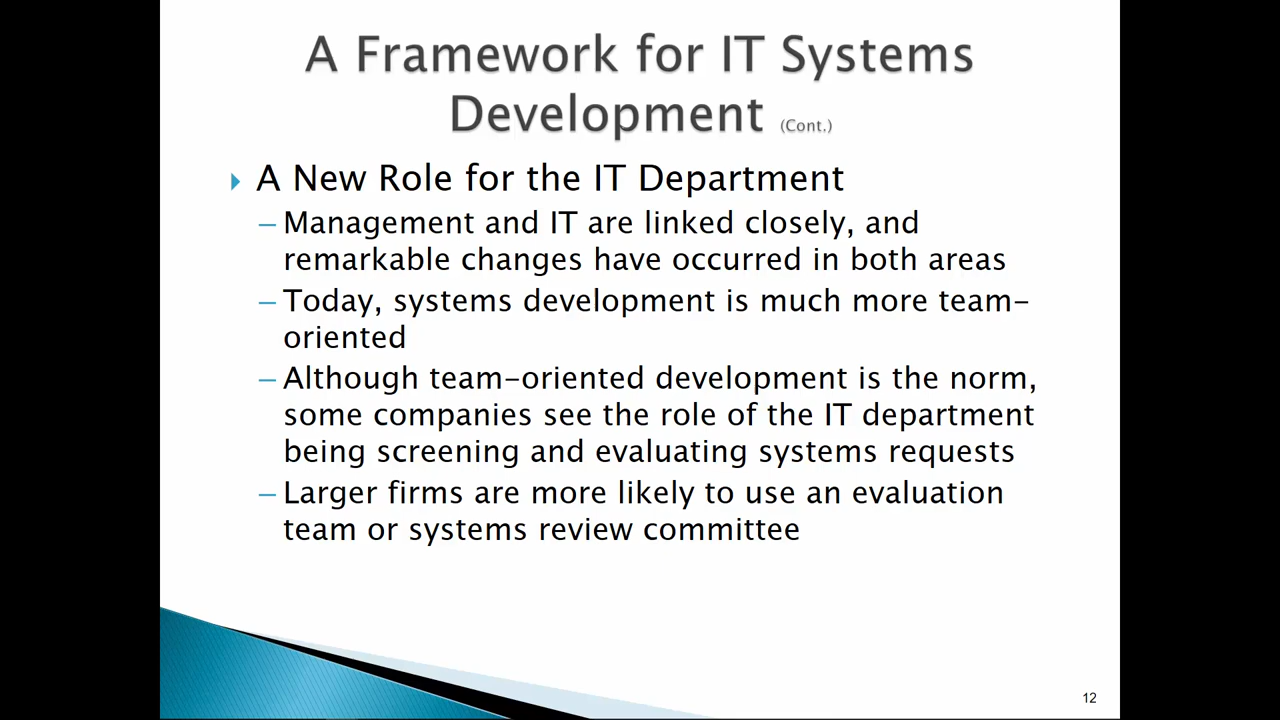 A Framework for IT Systems
Development (Cont.)
A New Role for the IT Department
– Management and IT are linked closely, and
remarkable changes have occurred in both areas
– Today, systems development is much more team-
oriented
– Although team-oriented development is the norm,
some companies see the role of the IT department
being screening and evaluating systems requests
– Larger firms are more likely to use an evaluation
team or systems review committee
12